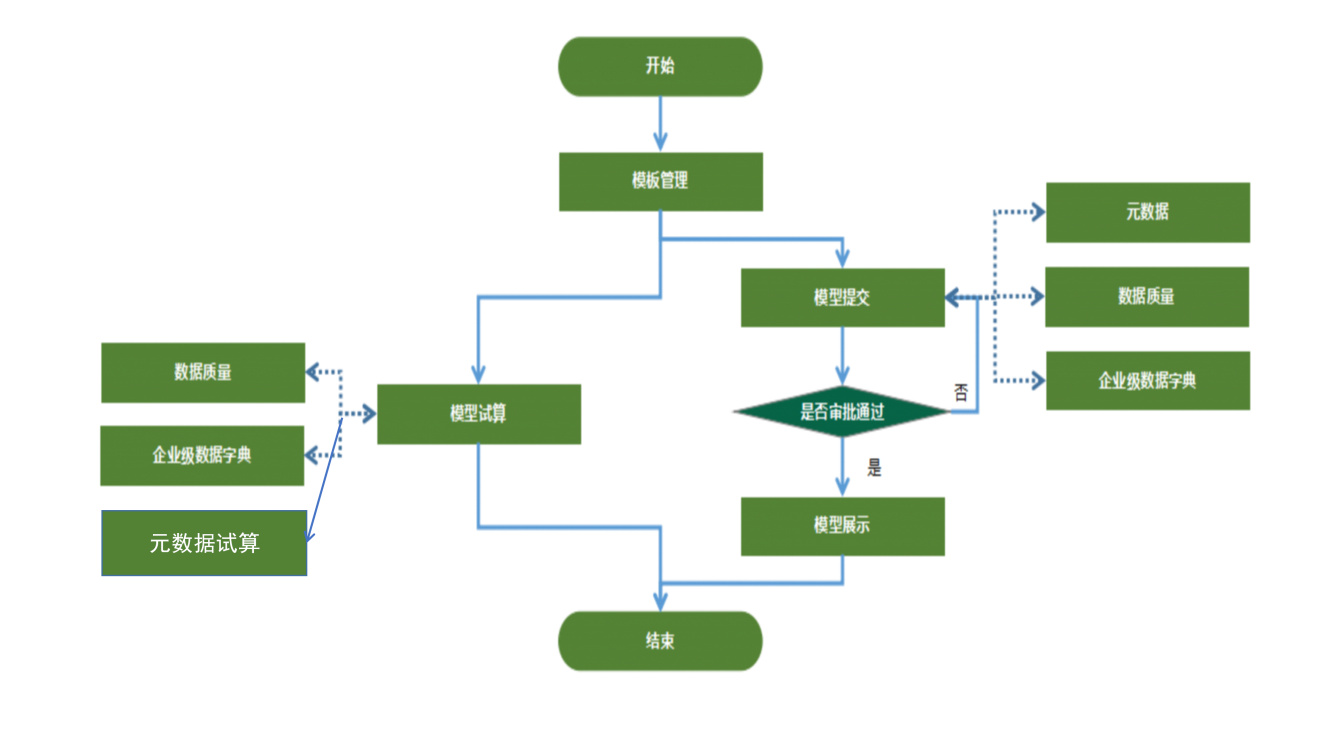 开始
模板管理
元数据
模型提交
数据质量
企业级数据字典
否
是否审批通过
数据质量
模型试算
企业级数据字典
是
模型展示
元数据试算
结束